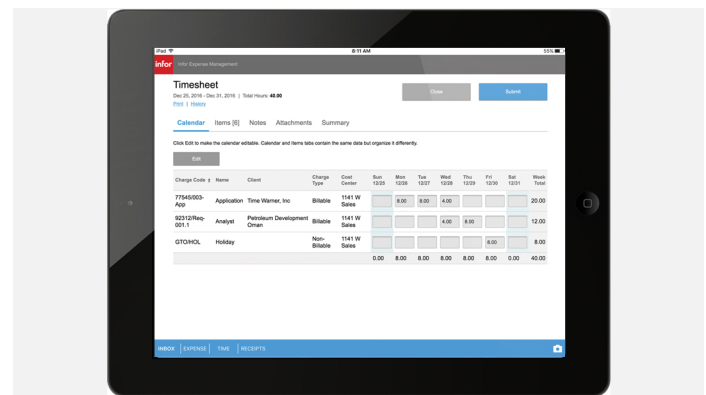 iPad 8:11 AM 55%
infor Infor Expense Management
Timesheet
Dec 25, 2016 - Dec 31, 2016 | Total Hours: 40.00
Print | History
Close Submit
Calendar Items [6] Notes Attachments Summary
Click Edit to make the calendar editable. Calendar and Items tabs contain the same data but organize it differently.
Edit
Charge Code Name Client Charge Type Cost Center Sun 12/25 Mon 12/26 Tue 12/27 Wed 12/28 Thu 12/29 Fri 12/30 Sat 12/31 Week Total
77545/003-App Application Time Warner, Inc Billable 1141 W Sales 8.00 8.00 4.00 20.00
92312/Req-001.1 Analyst Petroleum Development Oman Billable 1141 W Sales 4.00 8.00 12.00
GTO/HOL Holiday Non-Billable 1141 W Sales 8.00 8.00
0.00 8.00 8.00 8.00 8.00 8.00 0.00 40.00
INBOX EXPENSE TIME RECEIPTS